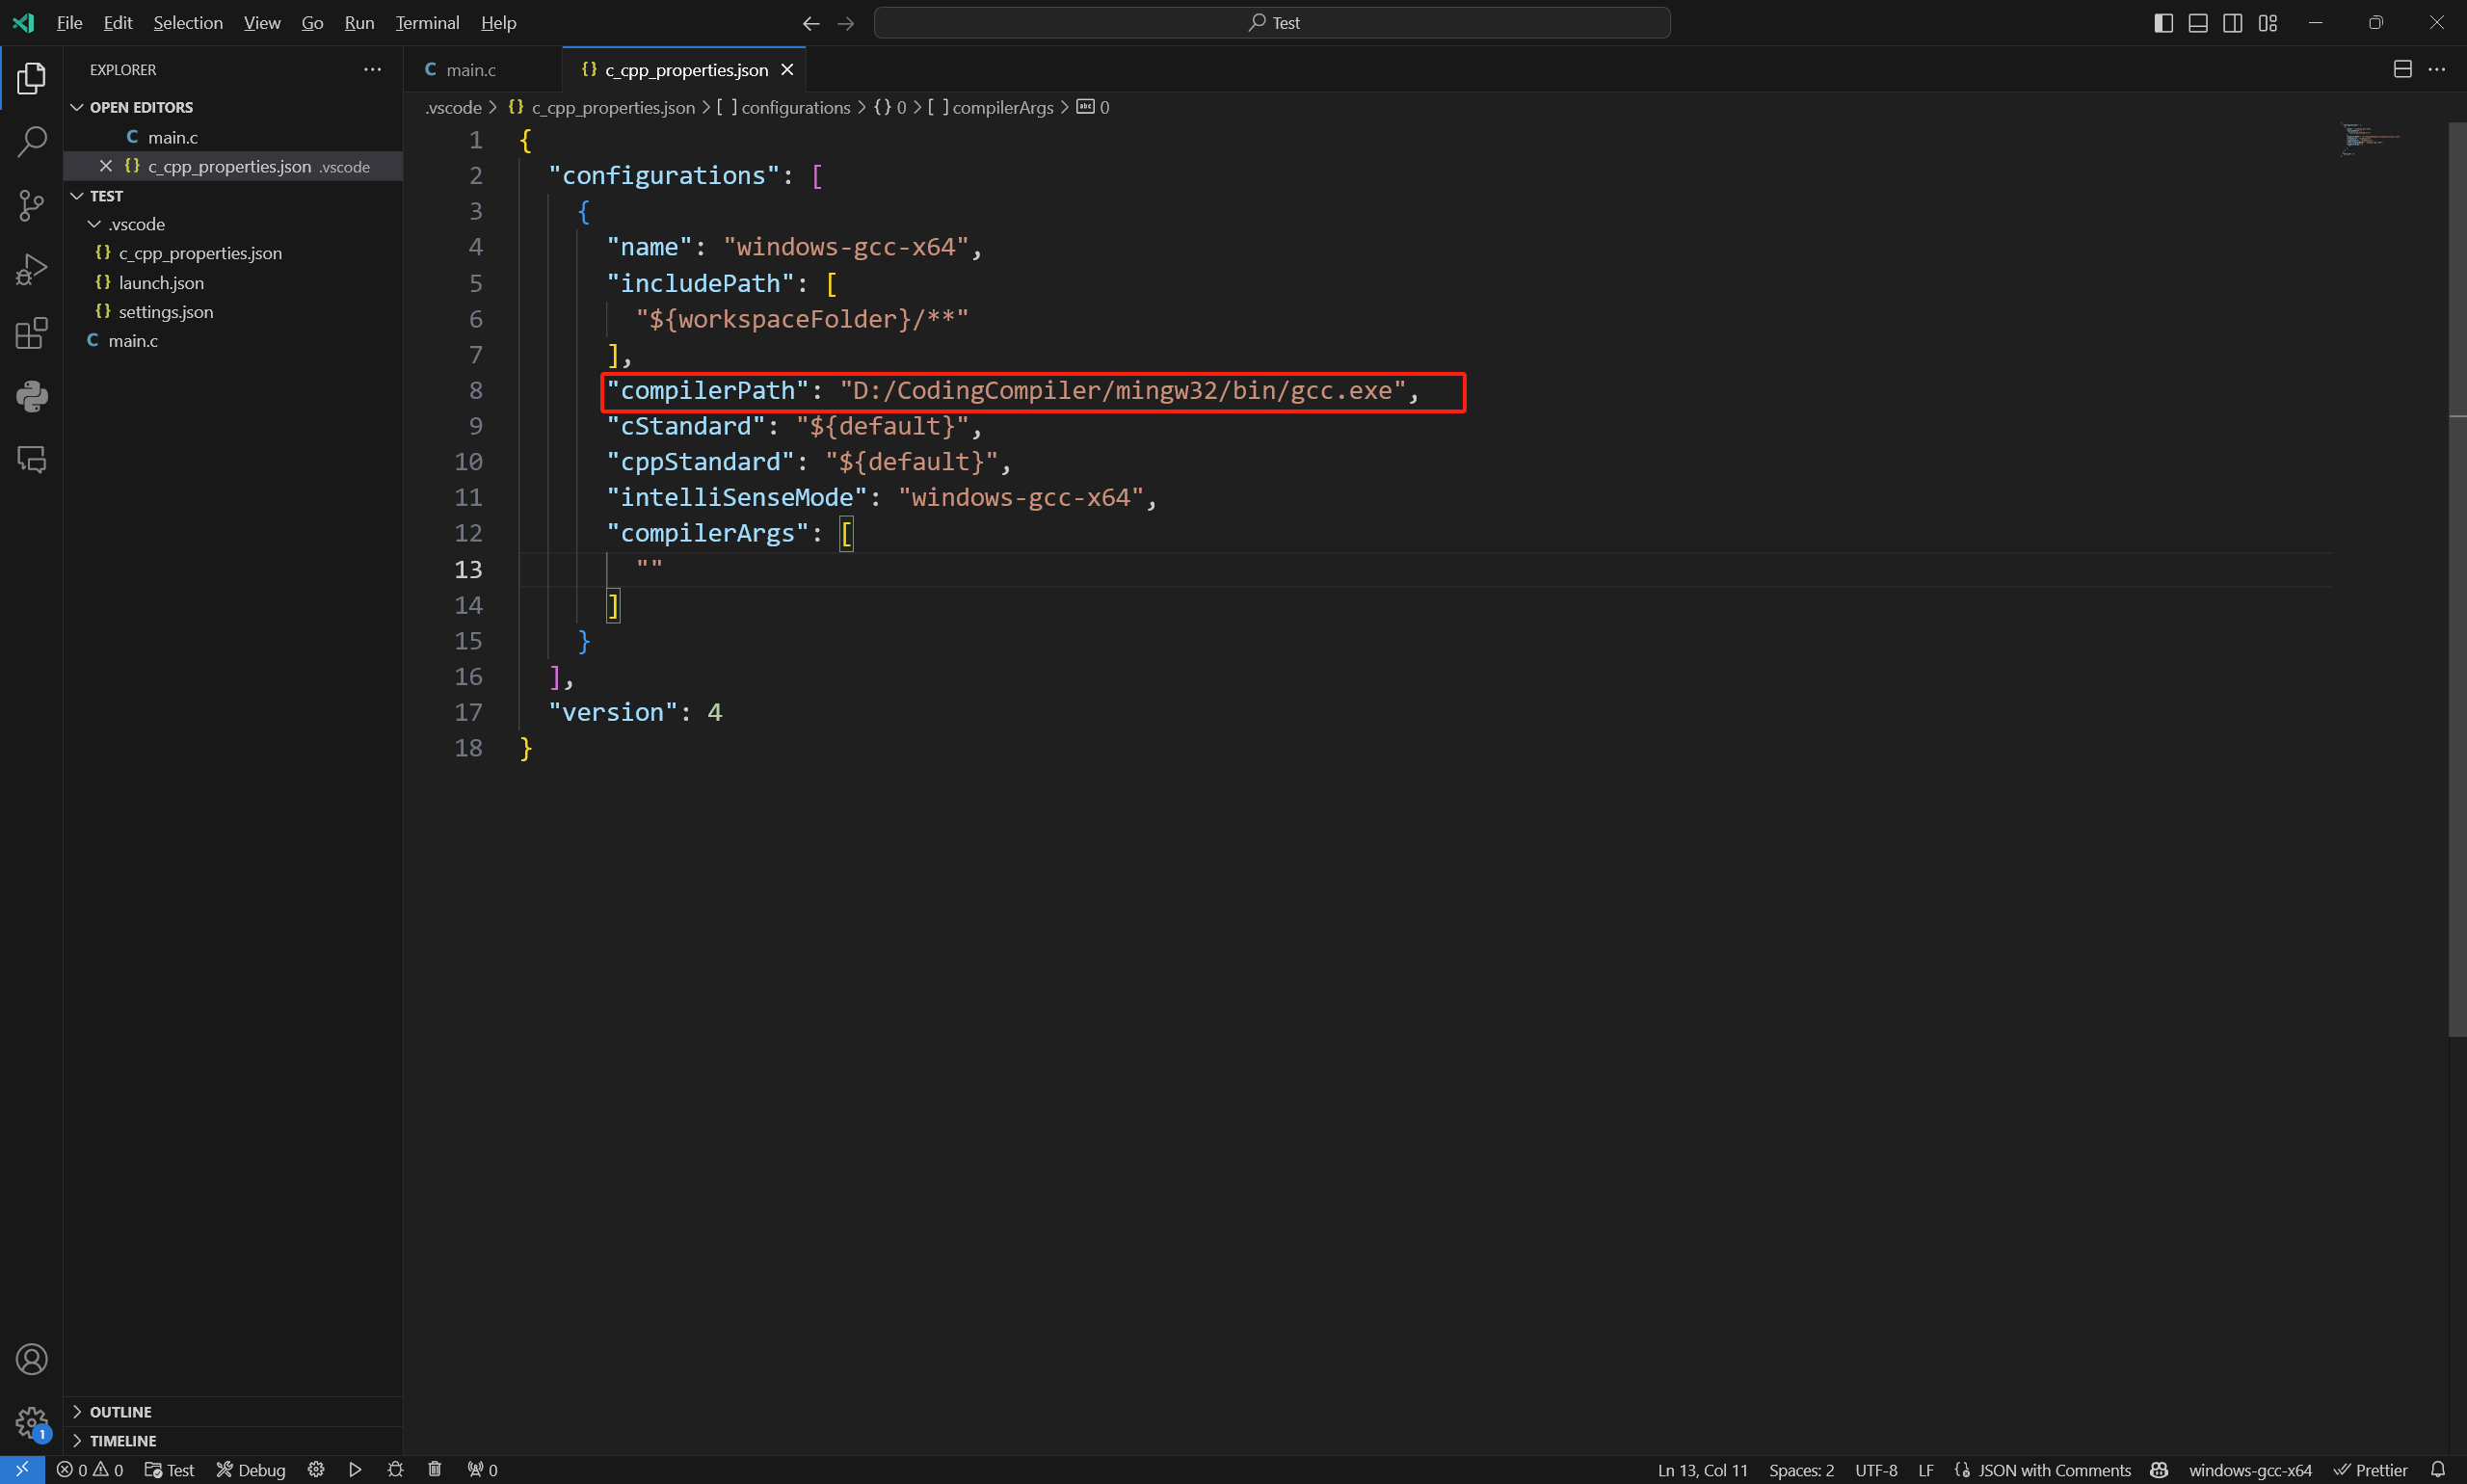 File Edit Selection View Go Run Terminal Help
Test
EXPLORER
OPEN EDITORS
main.c
c_cpp_properties.json .vscode
TEST
.vscode
c_cpp_properties.json
launch.json
settings.json
main.c
OUTLINE
TIMELINE
main.c
c_cpp_properties.json
.vscode > {} c_cpp_properties.json > [ ] configurations > {} 0 > [ ] compilerArgs > abc 0
1 {
2 "configurations": [
3 {
4 "name": "windows-gcc-x64",
5 "includePath": [
6 "${workspaceFolder}/**"
7 ],
8 "compilerPath": "D:/CodingCompiler/mingw32/bin/gcc.exe",
9 "cStandard": "${default}",
10 "cppStandard": "${default}",
11 "intelliSenseMode": "windows-gcc-x64",
12 "compilerArgs": [
13 ""
14 ]
15 }
16 ],
17 "version": 4
18 }
1
0 0 Test Debug 0 Ln 13, Col 11 Spaces: 2 UTF-8 LF JSON with Comments windows-gcc-x64 Prettier